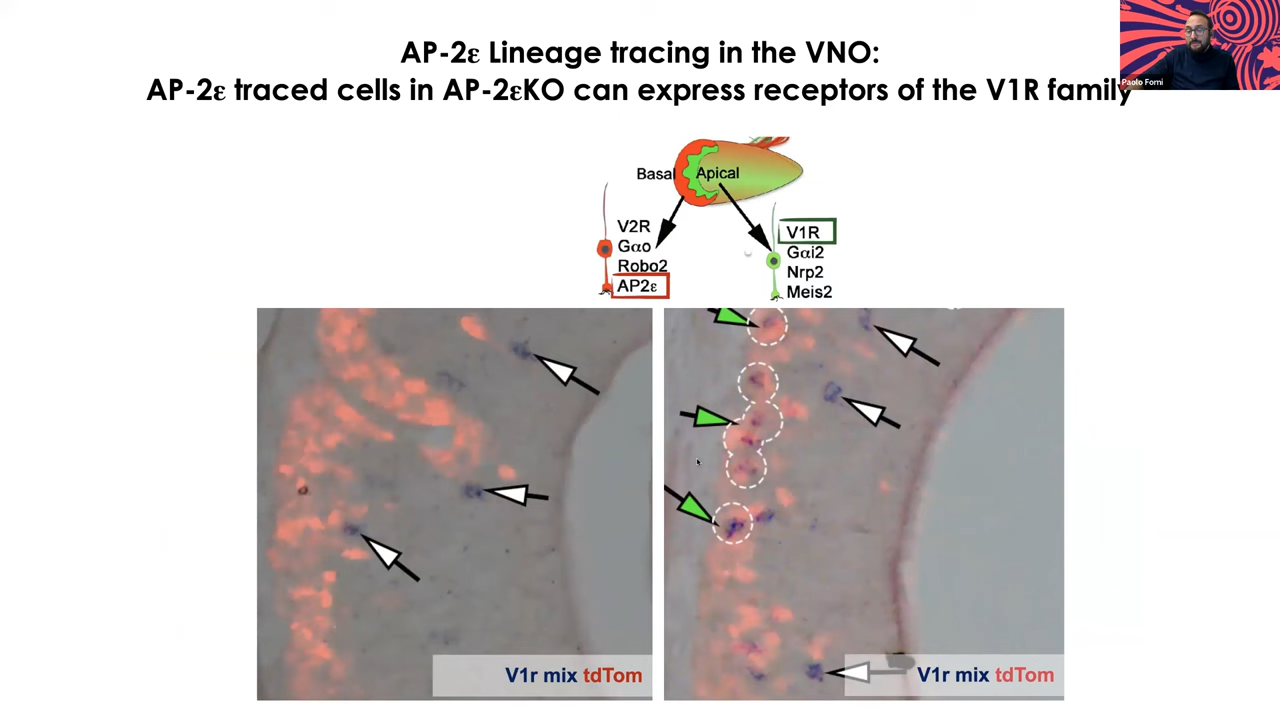 AP-2ε Lineage tracing in the VNO:
AP-2ε traced cells in AP-2εKO can express receptors of the V1R family
Paolo Forni
Basal
Apical
V2R
Gαo
Robo2
AP2ε
V1R
Gαi2
Nrp2
Meis2
V1r mix tdTom
V1r mix tdTom